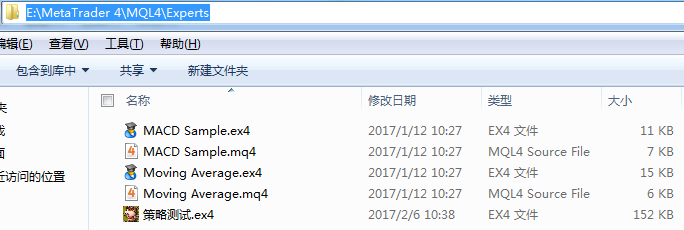 E:\MetaTrader 4\MQL4\Experts
编辑(E) 查看(V) 工具(T) 帮助(H)
包含到库中 共享 新建文件夹
名称 修改日期 类型 大小
夹
MACD Sample.ex4 2017/1/12 10:27 EX4 文件 11 KB
MACD Sample.mq4 2017/1/12 10:27 MQL4 Source File 7 KB
面
Moving Average.ex4 2017/1/12 10:27 EX4 文件 15 KB
近访问的位置
Moving Average.mq4 2017/1/12 10:27 MQL4 Source File 6 KB
策略测试.ex4 2017/2/6 10:38 EX4 文件 152 KB